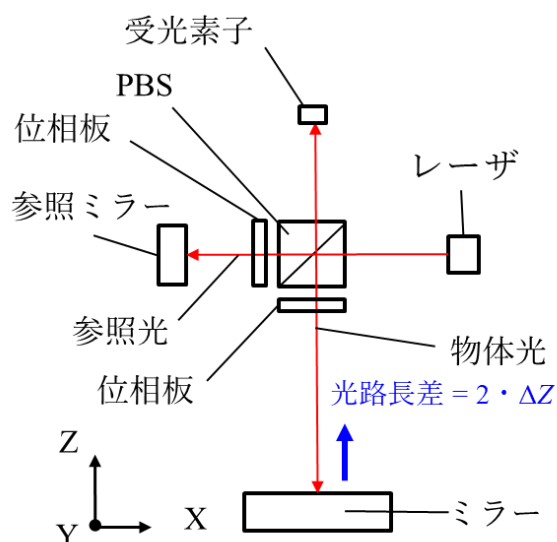 受光素子
PBS
位相板
レーザ
参照ミラー
参照光
物体光
位相板
光路長差 = 2・ΔZ
Z
Y
X
ミラー